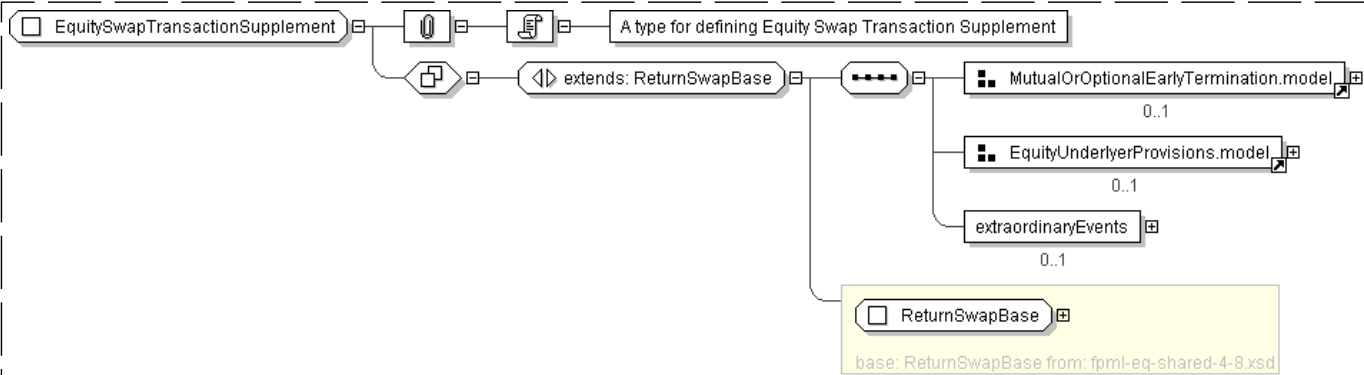 EquitySwapTransactionSupplement
A type for defining Equity Swap Transaction Supplement
extends: ReturnSwapBase
MutualOrOptionalEarlyTermination.model
0..1
EquityUnderlyerProvisions.model
0..1
extraordinaryEvents
0..1
ReturnSwapBase
base: ReturnSwapBase from: fpml-eq-shared-4-8.xsd